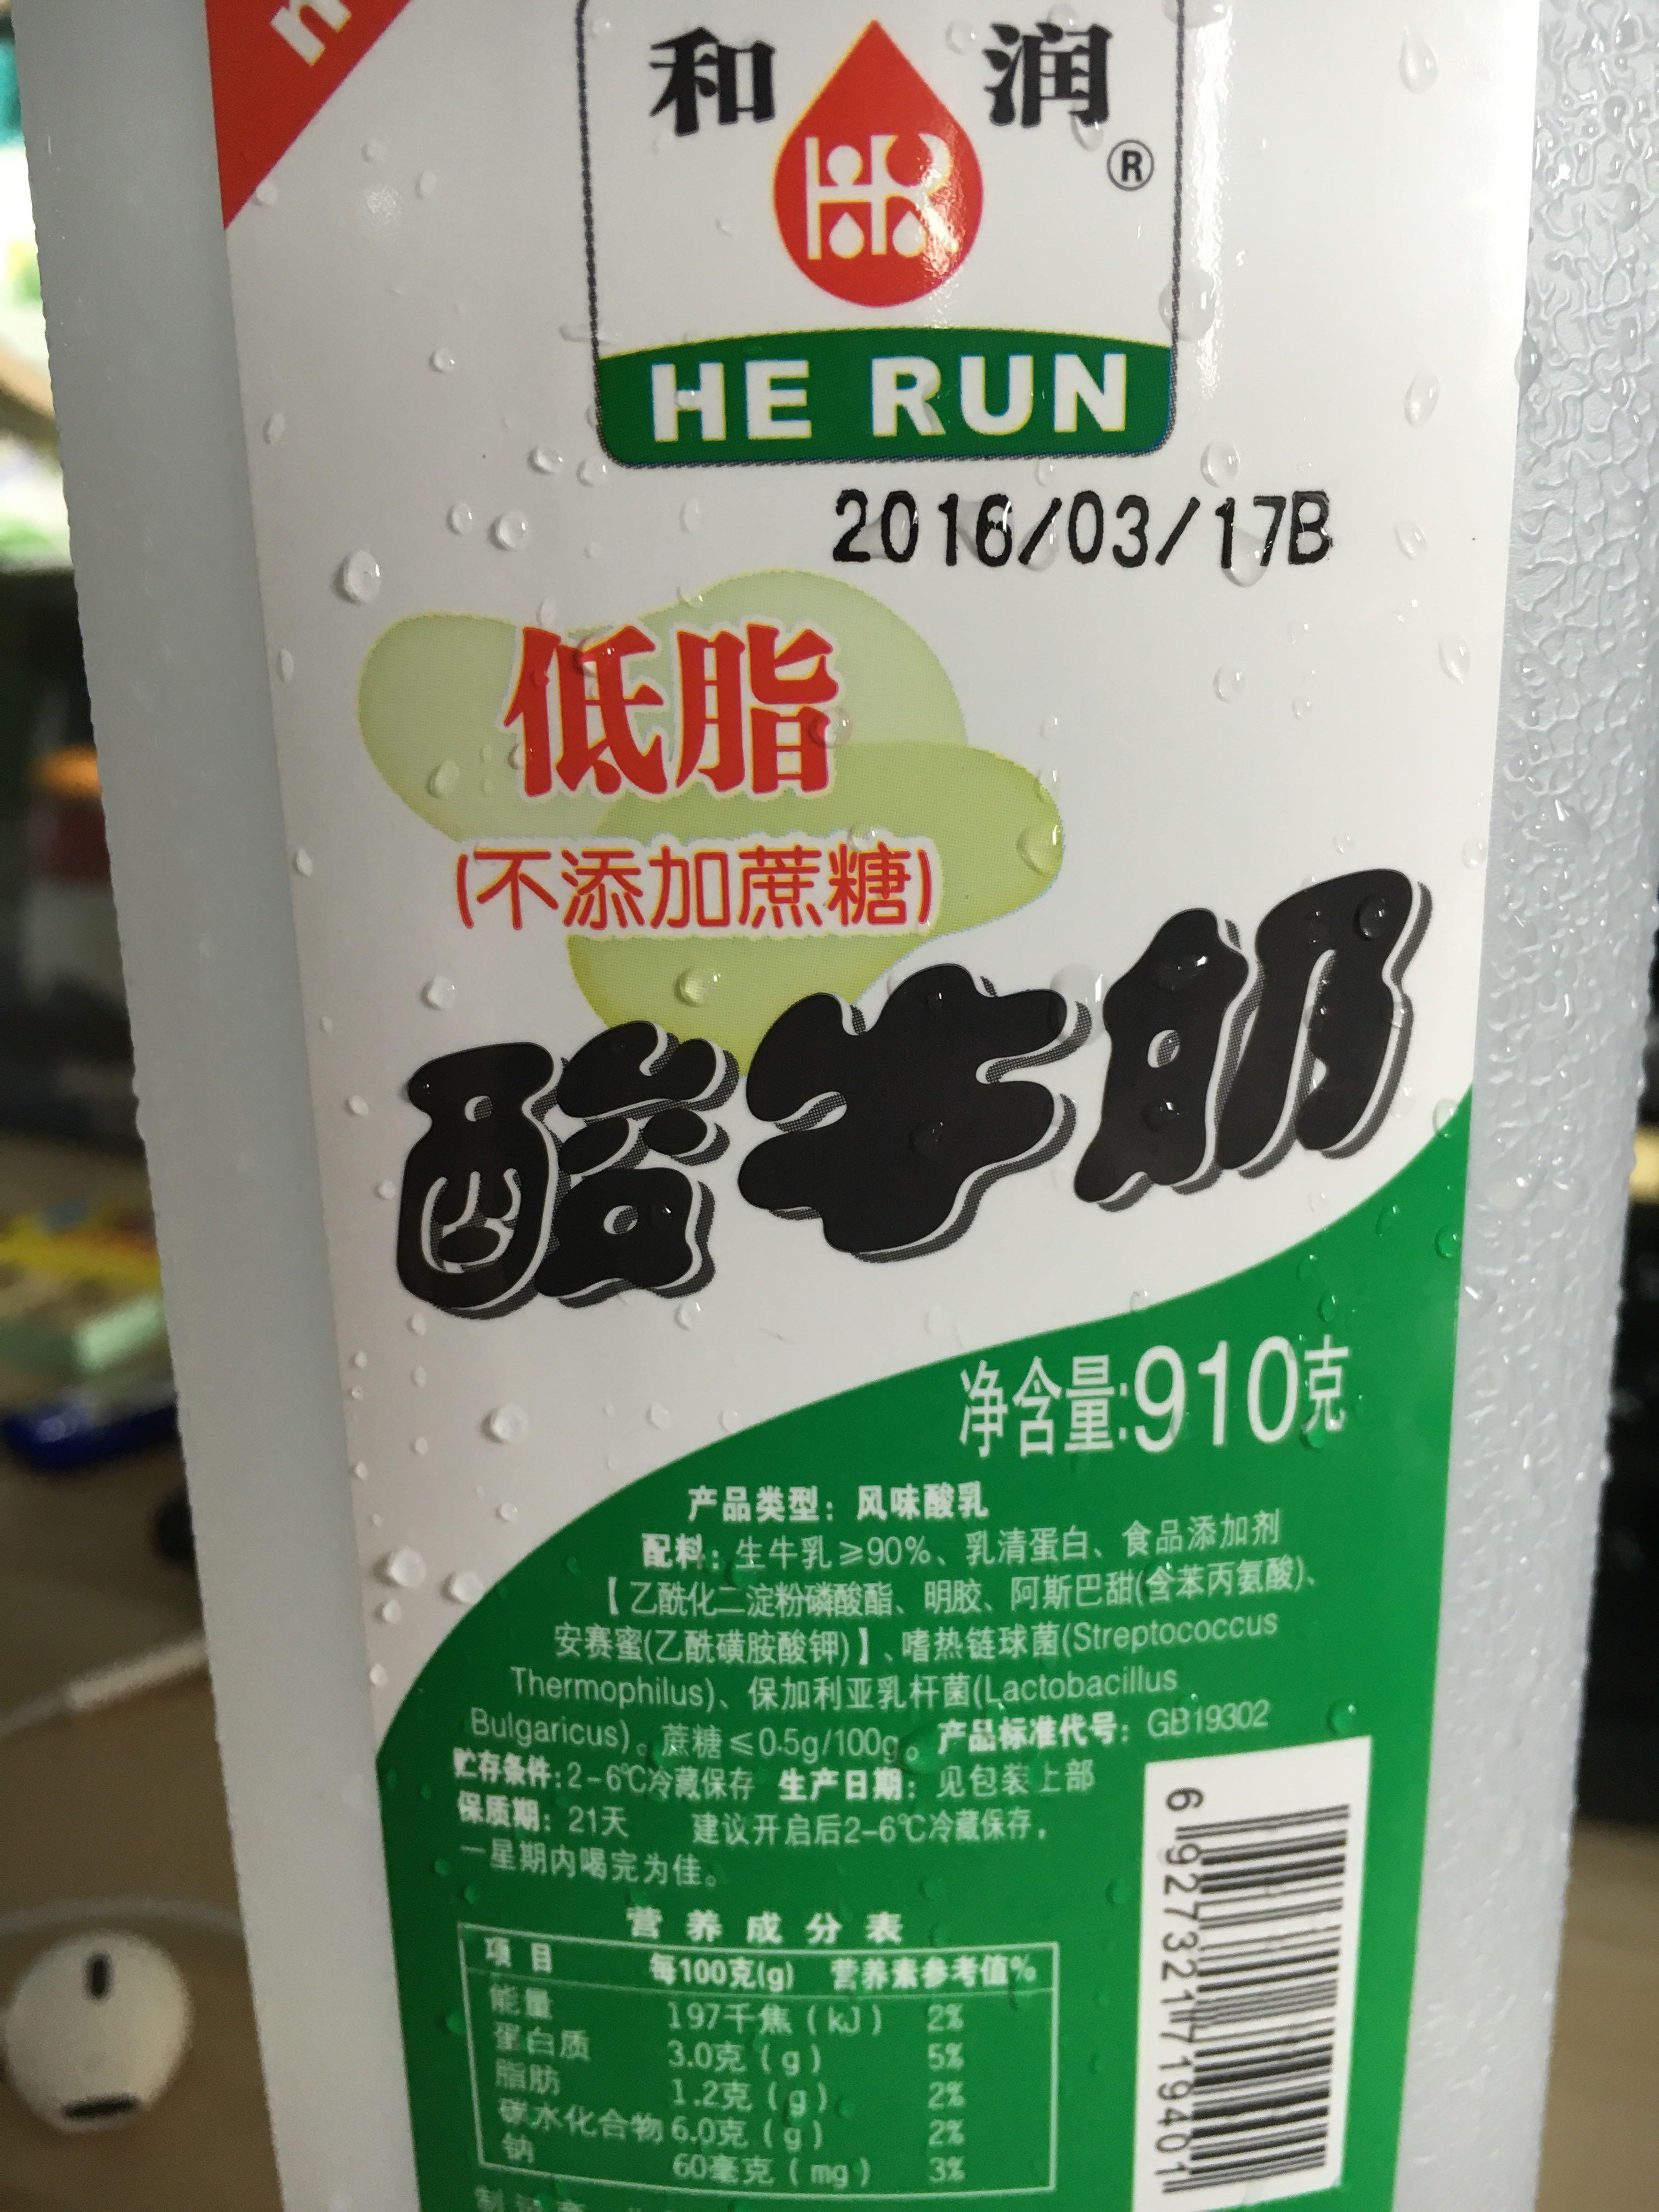 和润®
HE RUN
2016/03/17B
低脂
(不添加蔗糖)
酸牛奶
净含量:910克
产品类型：风味酸乳
配料：生牛乳≥90%、乳清蛋白、食品添加剂
【乙酰化二淀粉磷酸酯、明胶、阿斯巴甜(含苯丙氨酸)、
安赛蜜(乙酰磺胺酸钾)】、嗜热链球菌(Streptococcus
Thermophilus)、保加利亚乳杆菌(Lactobacillus
Bulgaricus)。蔗糖≤0.5g/100g。产品标准代号：GB19302
贮存条件:2-6℃冷藏保存 生产日期：见包装上部
保质期：21天 建议开启后2-6℃冷藏保存，
一星期内喝完为佳。
营养成分表
项目 每100克(g) 营养素参考值%
能量 197千焦（kJ） 2%
蛋白质 3.0克（g） 5%
脂肪 1.2克（g） 2%
碳水化合物 6.0克（g） 2%
钠 60毫克（mg） 3%
6 927321 719401